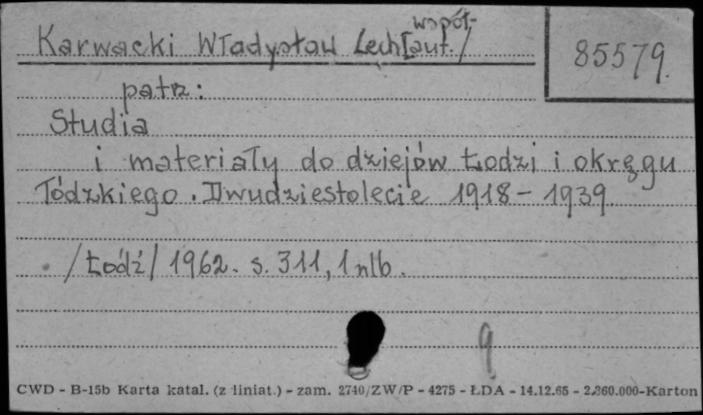 współ-
Karwacki Władysław Lech [aut./
85579.
patrz:
Studia
i materiały do dziejów Łodzi i okręgu
łódzkiego. Dwudziestolecie 1918 - 1939.
/Łódź/ 1962. s. 311, 1 nlb.
9
CWD - B-15b Karta katal. (z liniat.) - zam. 2740/ZW/P - 4275 - ŁDA - 14.12.65 - 2.360.000-Karton